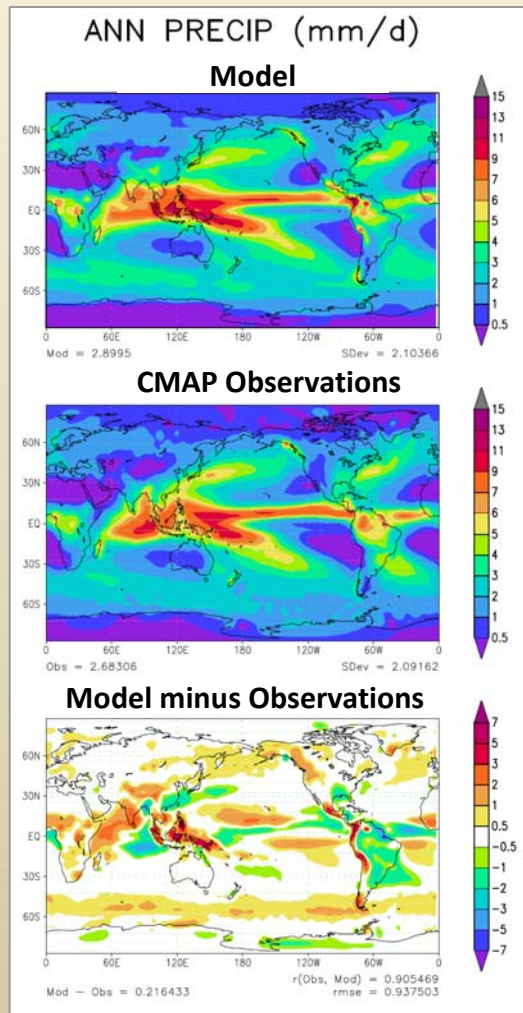 ANN PRECIP (mm/d)
Model
60N
30N
EQ
30S
60S
0 60E 120E 180 120W 60W 0
Mod = 2.8995 SDev = 2.10366
15
13
11
9
7
6
5
4
3
2
1
0.5
CMAP Observations
60N
30N
EQ
30S
60S
0 60E 120E 180 120W 60W 0
Obs = 2.68306 SDev = 2.09162
15
13
11
9
7
6
5
4
3
2
1
0.5
Model minus Observations
60N
30N
EQ
30S
60S
0 60E 120E 180 120W 60W 0
r(Obs, Mod) = 0.905469
Mod - Obs = 0.216433 rmse = 0.937503
7
5
3
2
1
0.5
-0.5
-1
-2
-3
-5
-7